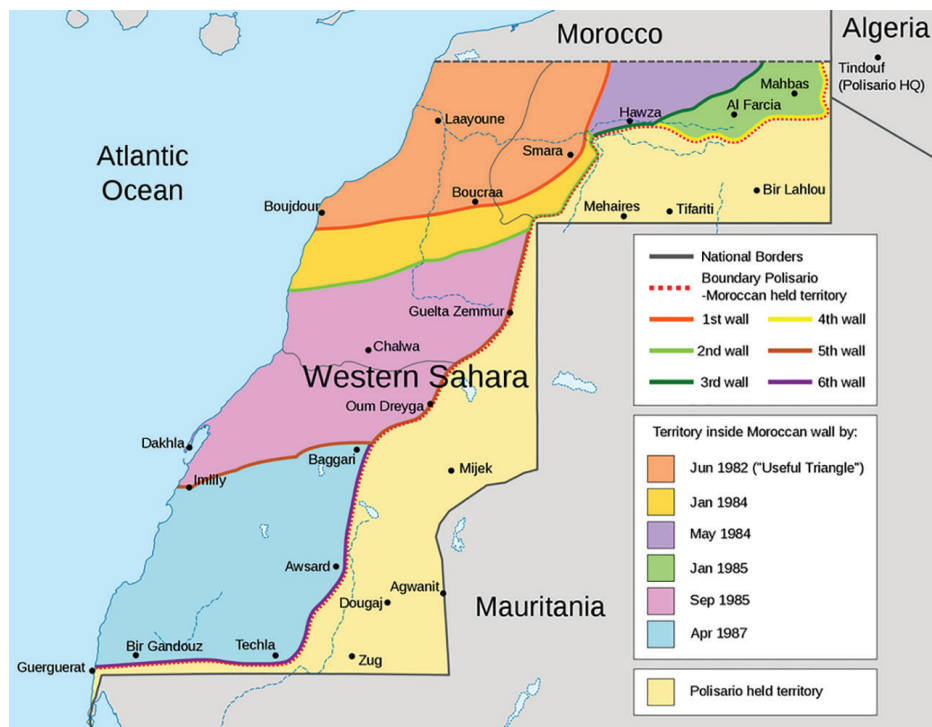 Morocco
Algeria
Tindouf
(Polisario HQ)
Mahbas
Al Farcia
Hawza
Laayoune
Smara
Atlantic
Ocean
Boucraa
Bir Lahlou
Boujdour
Mehaires
Tifariti
Guelta Zemmur
Chalwa
Western Sahara
Oum Dreyga
Dakhla
Baggari
Mijek
Imlily
Awsard
Agwanit
Dougaj
Mauritania
Bir Gandouz
Techla
Zug
Guerguerat
National Borders
Boundary Polisario
-Moroccan held territory
1st wall
4th wall
2nd wall
5th wall
3rd wall
6th wall
Territory inside Moroccan wall by:
Jun 1982 ("Useful Triangle")
Jan 1984
May 1984
Jan 1985
Sep 1985
Apr 1987
Polisario held territory